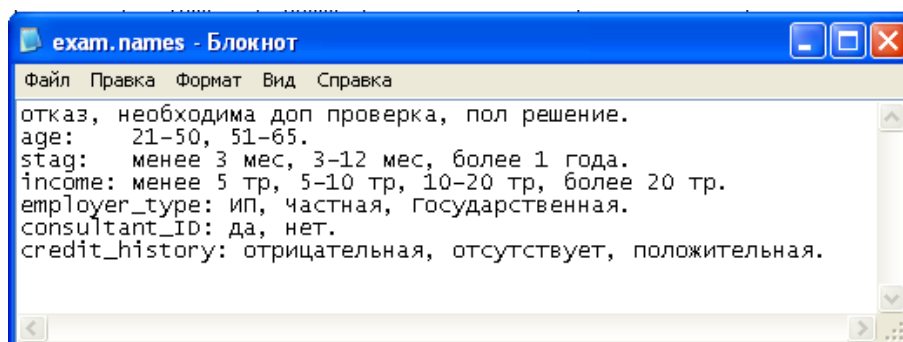 exam.names - Блокнот
Файл Правка Формат Вид Справка
отказ, необходима доп проверка, пол решение.
age: 21-50, 51-65.
stag: менее 3 мес, 3-12 мес, более 1 года.
income: менее 5 тр, 5-10 тр, 10-20 тр, более 20 тр.
employer_type: ИП, Частная, Государственная.
consultant_ID: да, нет.
credit_history: отрицательная, отсутствует, положительная.